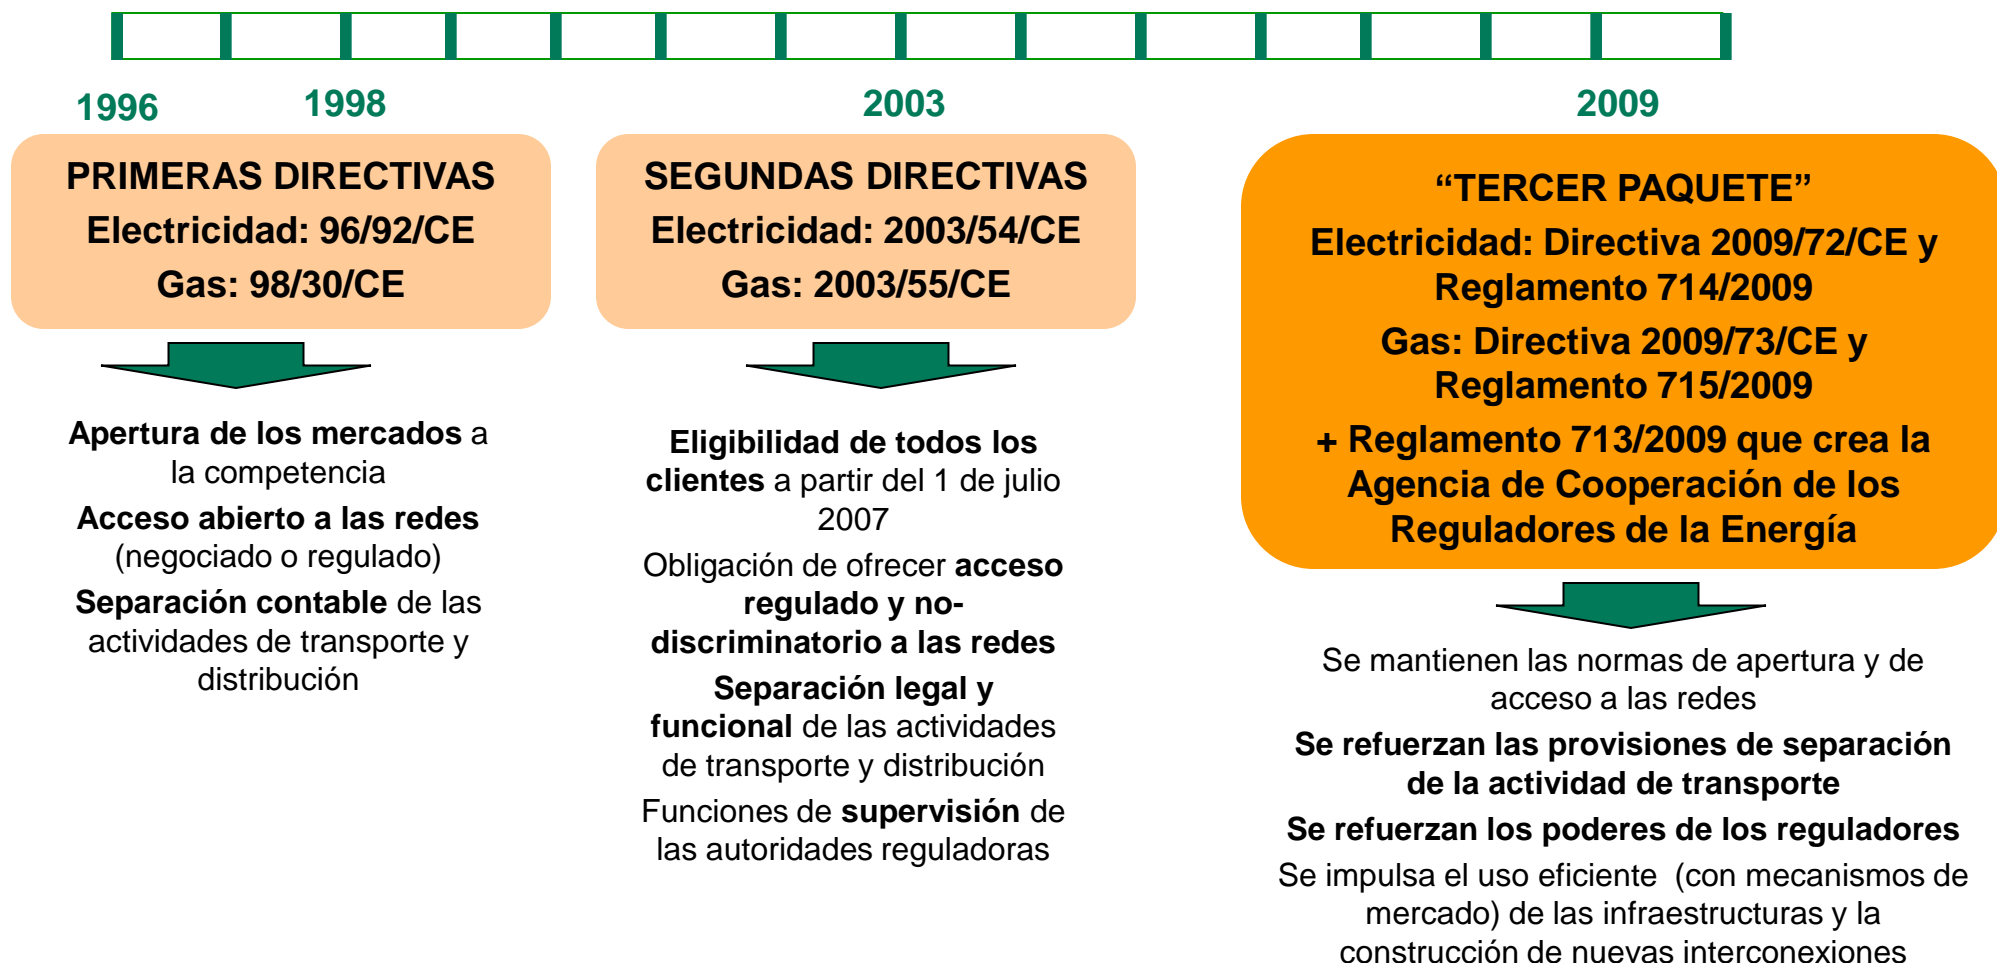 1996
1998
2003
2009
PRIMERAS DIRECTIVAS
Electricidad: 96/92/CE
Gas: 98/30/CE
Apertura de los mercados a
la competencia
Acceso abierto a las redes
(negociado o regulado)
Separación contable de las
actividades de transporte y
distribución
SEGUNDAS DIRECTIVAS
Electricidad: 2003/54/CE
Gas: 2003/55/CE
Eligibilidad de todos los
clientes a partir del 1 de julio
2007
Obligación de ofrecer acceso
regulado y no-
discriminatorio a las redes
Separación legal y
funcional de las actividades
de transporte y distribución
Funciones de supervisión de
las autoridades reguladoras
“TERCER PAQUETE”
Electricidad: Directiva 2009/72/CE y
Reglamento 714/2009
Gas: Directiva 2009/73/CE y
Reglamento 715/2009
+ Reglamento 713/2009 que crea la
Agencia de Cooperación de los
Reguladores de la Energía
Se mantienen las normas de apertura y de
acceso a las redes
Se refuerzan las provisiones de separación
de la actividad de transporte
Se refuerzan los poderes de los reguladores
Se impulsa el uso eficiente (con mecanismos de
mercado) de las infraestructuras y la
construcción de nuevas interconexiones